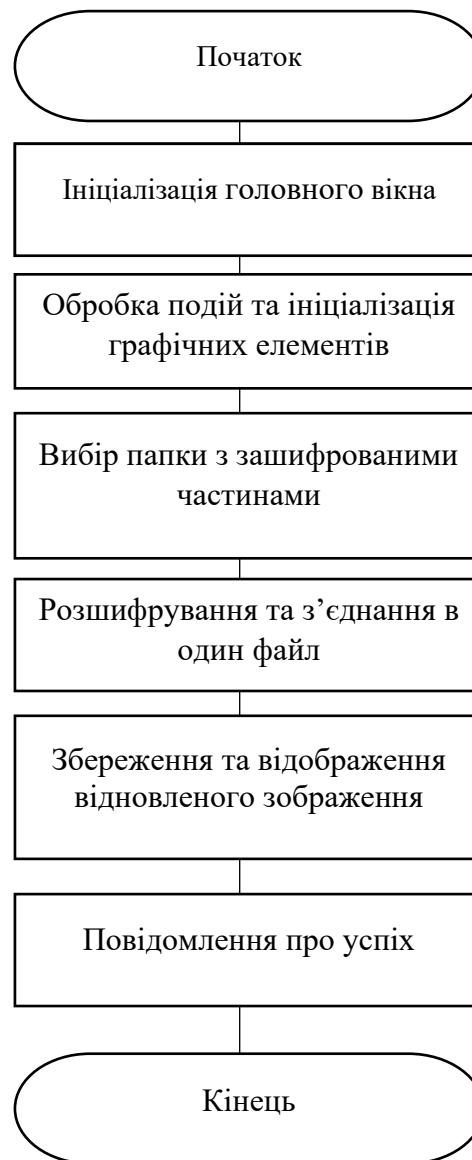 Початок
Ініціалізація головного вікна
Обробка подій та ініціалізація
графічних елементів
Вибір папки з зашифрованими
частинами
Розшифрування та з’єднання в
один файл
Збереження та відображення
відновленого зображення
Повідомлення про успіх
Кінець